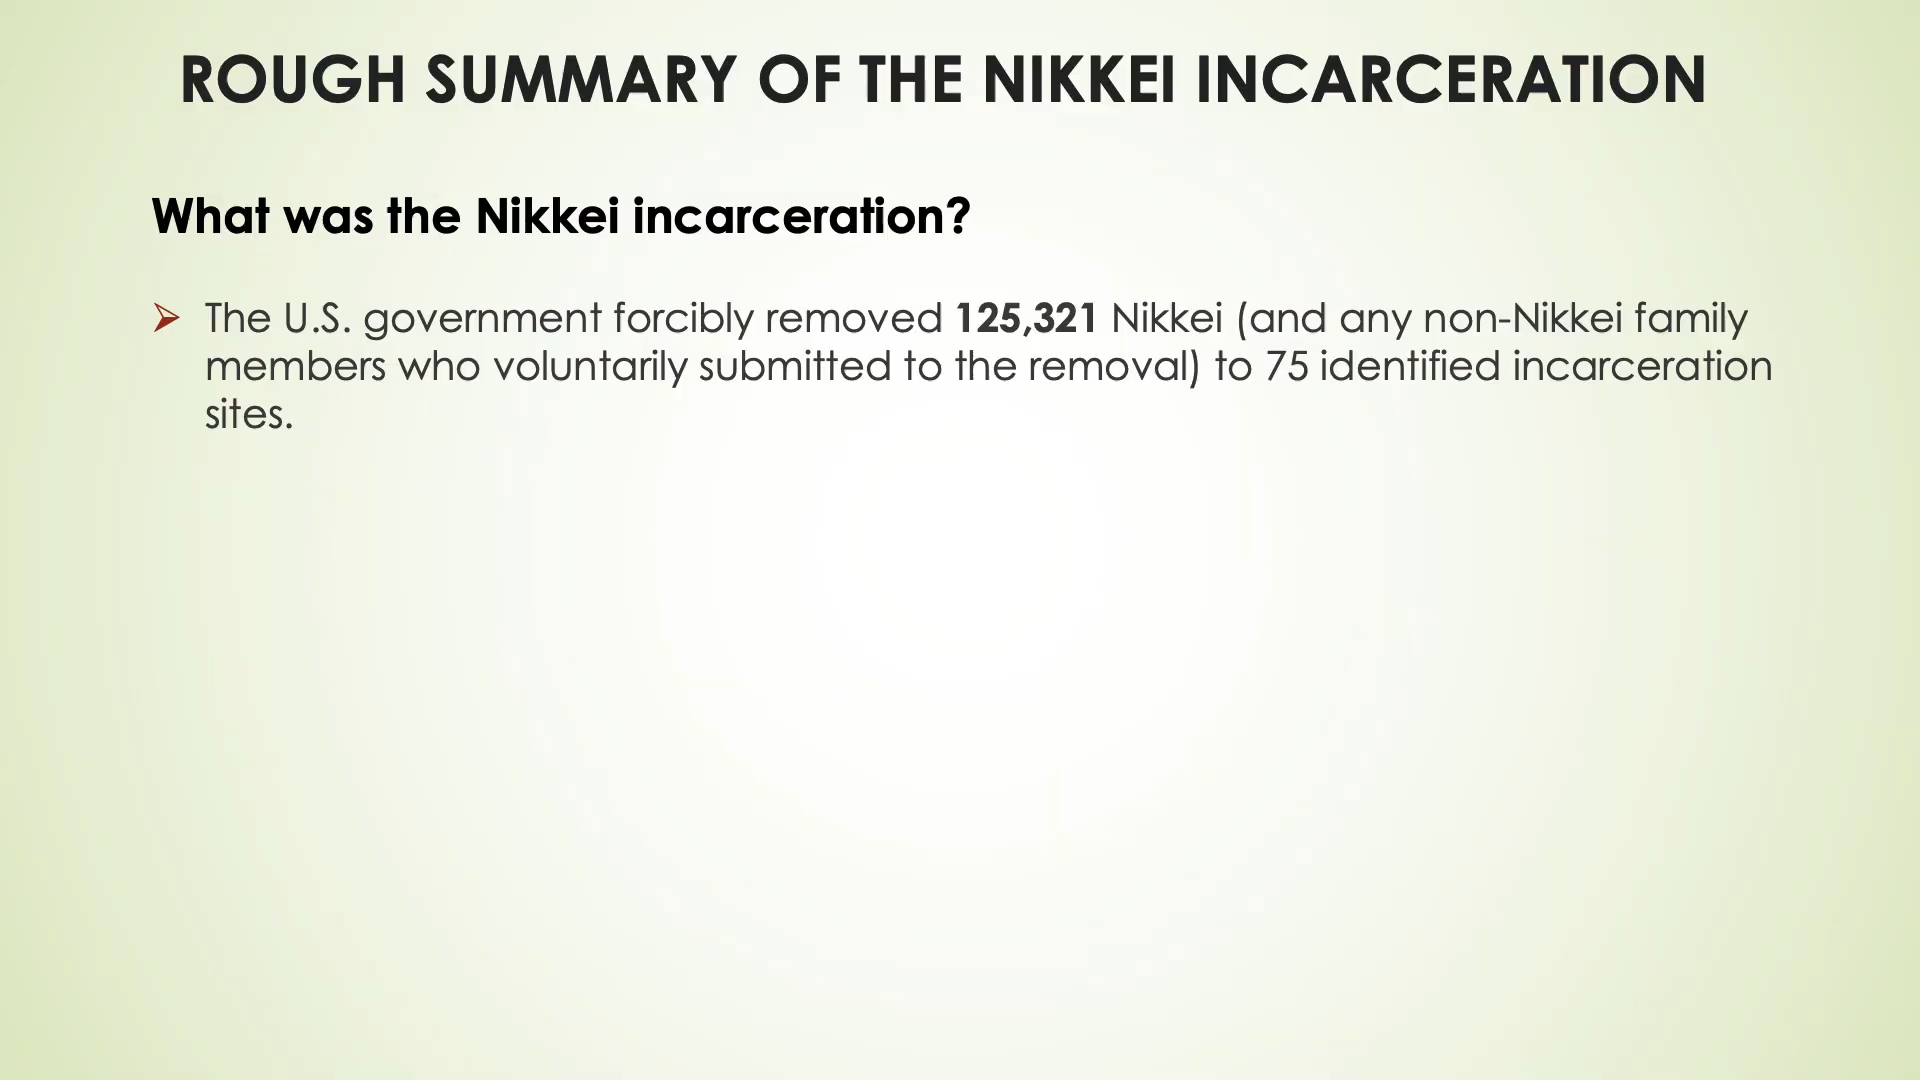 ROUGH SUMMARY OF THE NIKKEI INCARCERATION
What was the Nikkei incarceration?
The U.S. government forcibly removed 125,321 Nikkei (and any non-Nikkei family
members who voluntarily submitted to the removal) to 75 identified incarceration
sites.